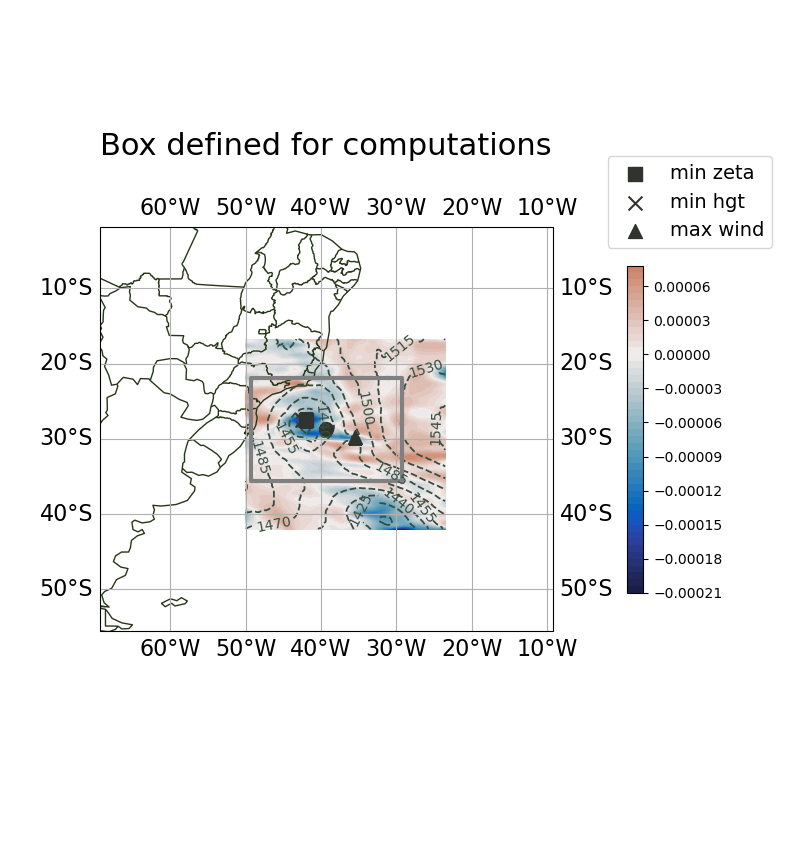 Box defined for computations
min zeta
min hgt
max wind
60°W 50°W 40°W 30°W 20°W 10°W
10°S 10°S
20°S 20°S
30°S 30°S
40°S 40°S
50°S 50°S
60°W 50°W 40°W 30°W 20°W 10°W
1515
1530
1500
1545
1455
1485
1485
1440
1455
1425
1470
0.00006
0.00003
0.00000
−0.00003
−0.00006
−0.00009
−0.00012
−0.00015
−0.00018
−0.00021